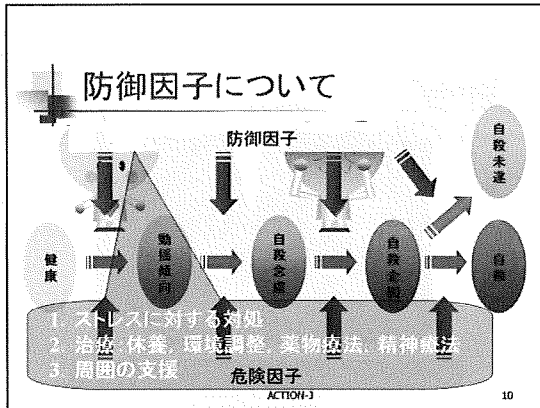 防御因子について
防御因子
自殺未遂
健康
動揺傾向
自殺念慮
自殺企図
自殺
1. ストレスに対する対処
2. 治療 休養, 環境調整, 薬物療法, 精神療法
3. 周囲の支援
危険因子
ACTION-J
10